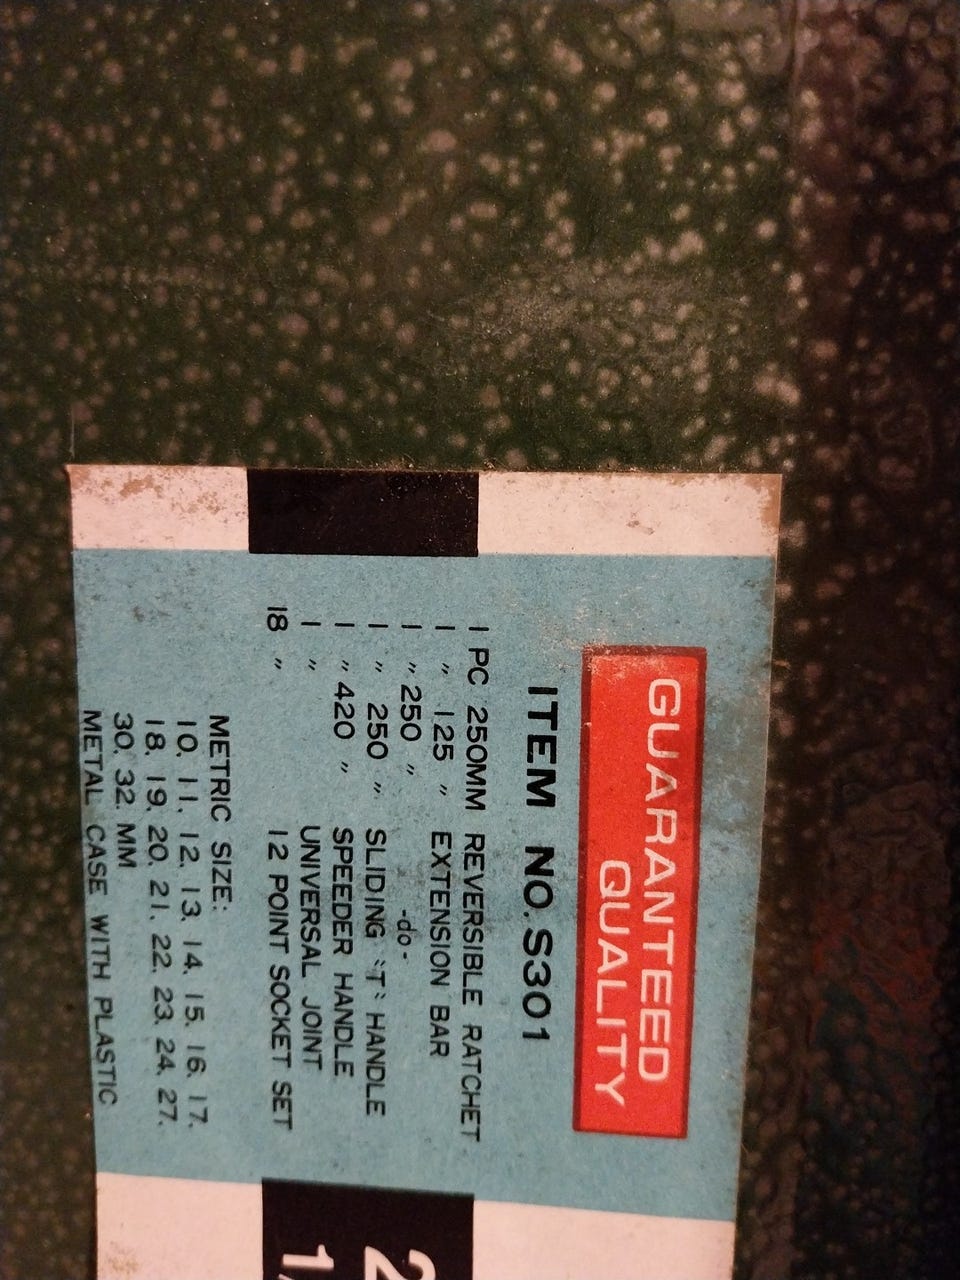 GUARANTEED
QUALITY
ITEM NO. S301
1 PC 250MM REVERSIBLE RATCHET
1 〃 125 〃 EXTENSION BAR
1 〃 250 〃 -do-
1 〃 250 〃 SLIDING "T" HANDLE
1 〃 420 〃 SPEEDER HANDLE
1 〃 UNIVERSAL JOINT
18 〃 12 POINT SOCKET SET
METRIC SIZE:
10. 11. 12. 13. 14. 15. 16. 17.
18. 19. 20. 21. 22. 23. 24. 27.
30. 32. MM
METAL CASE WITH PLASTIC